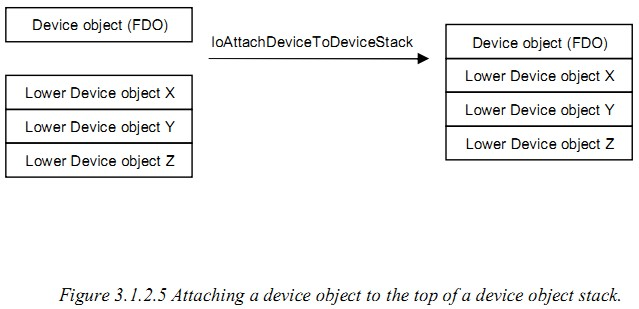 Device object (FDO)
IoAttachDeviceToDeviceStack
Lower Device object X
Lower Device object Y
Lower Device object Z
Device object (FDO)
Lower Device object X
Lower Device object Y
Lower Device object Z
Figure 3.1.2.5 Attaching a device object to the top of a device object stack.